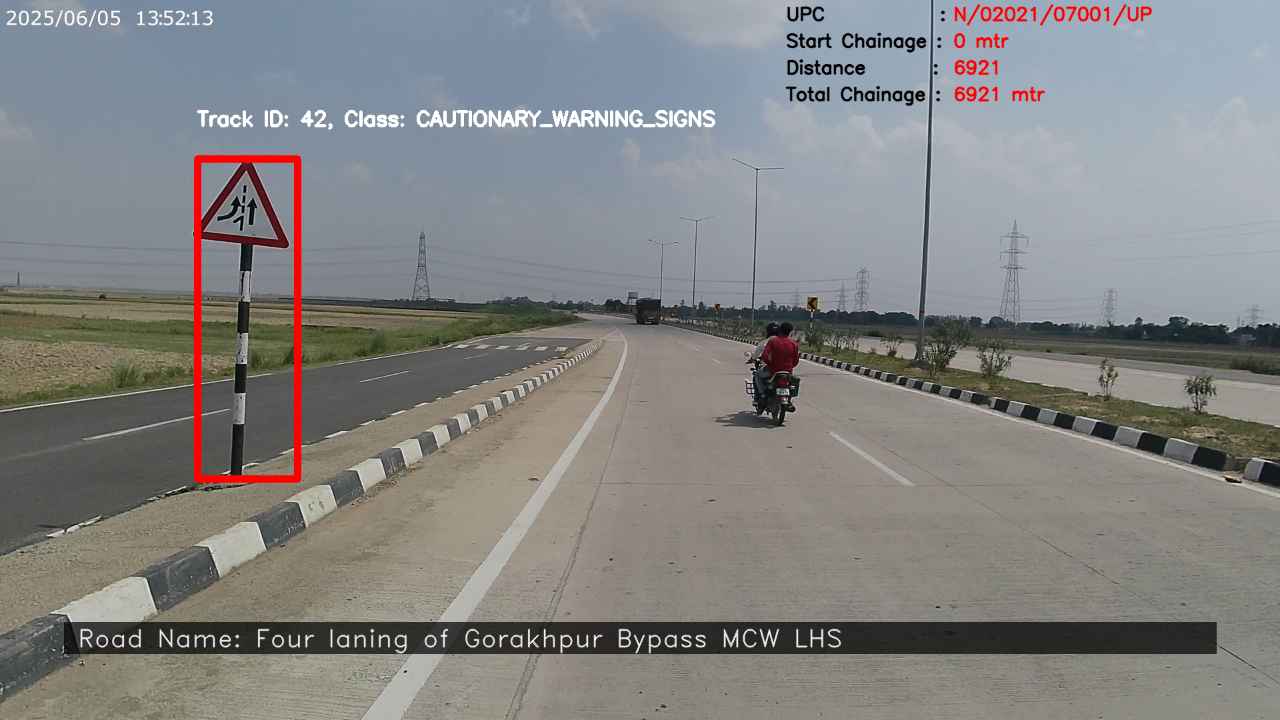 2025/06/05 13:52:13
UPC : N/02021/07001/UP
Start Chainage : 0 mtr
Distance : 6921
Total Chainage : 6921 mtr
Track ID: 42, Class: CAUTIONARY_WARNING_SIGNS
Road Name: Four laning of Gorakhpur Bypass MCW LHS